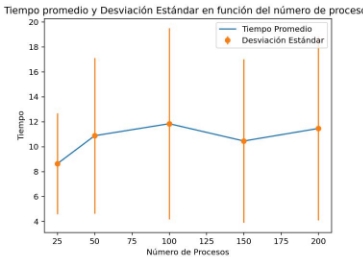 Tiempo promedio y Desviación Estándar en función del número de proceso
20
18
16
14
12
10
8
6
4
Tiempo
Tiempo Promedio
Desviación Estándar
25 50 75 100 125 150 175 200
Número de Procesos